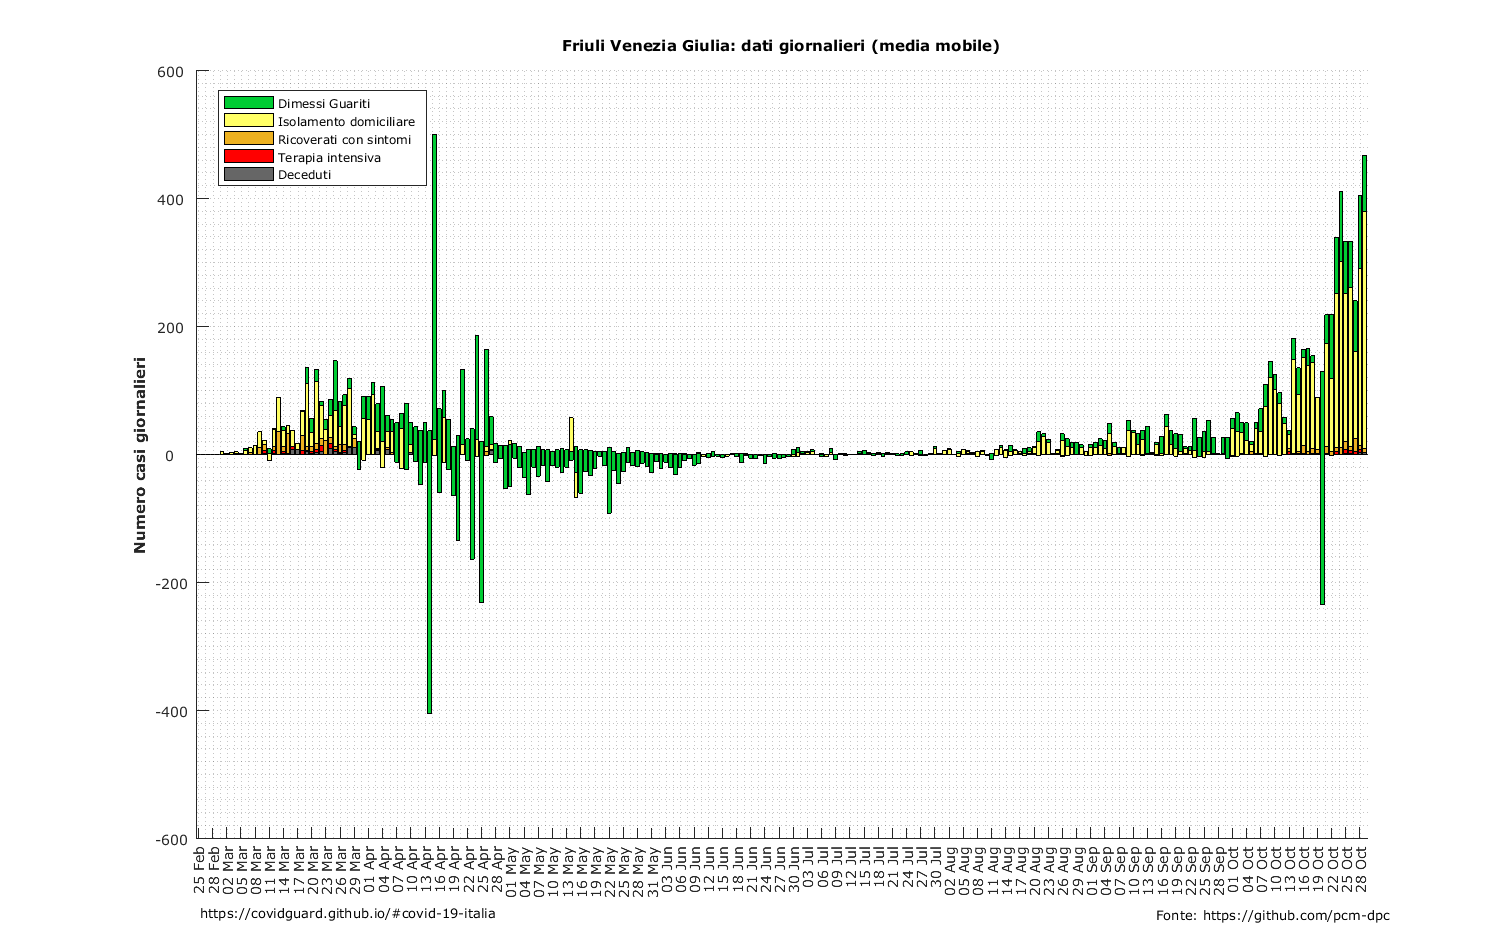 Friuli Venezia Giulia: dati giornalieri (media mobile)
600
400
200
0
-200
-400
-600
Numero casi giornalieri
Dimessi Guariti
Isolamento domiciliare
Ricoverati con sintomi
Terapia intensiva
Deceduti
25 Feb
28 Feb
02 Mar
05 Mar
08 Mar
11 Mar
14 Mar
17 Mar
20 Mar
23 Mar
26 Mar
29 Mar
01 Apr
04 Apr
07 Apr
10 Apr
13 Apr
16 Apr
19 Apr
22 Apr
25 Apr
28 Apr
01 May
04 May
07 May
10 May
13 May
16 May
19 May
22 May
25 May
28 May
31 May
03 Jun
06 Jun
09 Jun
12 Jun
15 Jun
18 Jun
21 Jun
24 Jun
27 Jun
30 Jun
03 Jul
06 Jul
09 Jul
12 Jul
15 Jul
18 Jul
21 Jul
24 Jul
27 Jul
30 Jul
02 Aug
05 Aug
08 Aug
11 Aug
14 Aug
17 Aug
20 Aug
23 Aug
26 Aug
29 Aug
01 Sep
04 Sep
07 Sep
10 Sep
13 Sep
16 Sep
19 Sep
22 Sep
25 Sep
28 Sep
01 Oct
04 Oct
07 Oct
10 Oct
13 Oct
16 Oct
19 Oct
22 Oct
25 Oct
28 Oct
https://covidguard.github.io/#covid-19-italia
Fonte: https://github.com/pcm-dpc